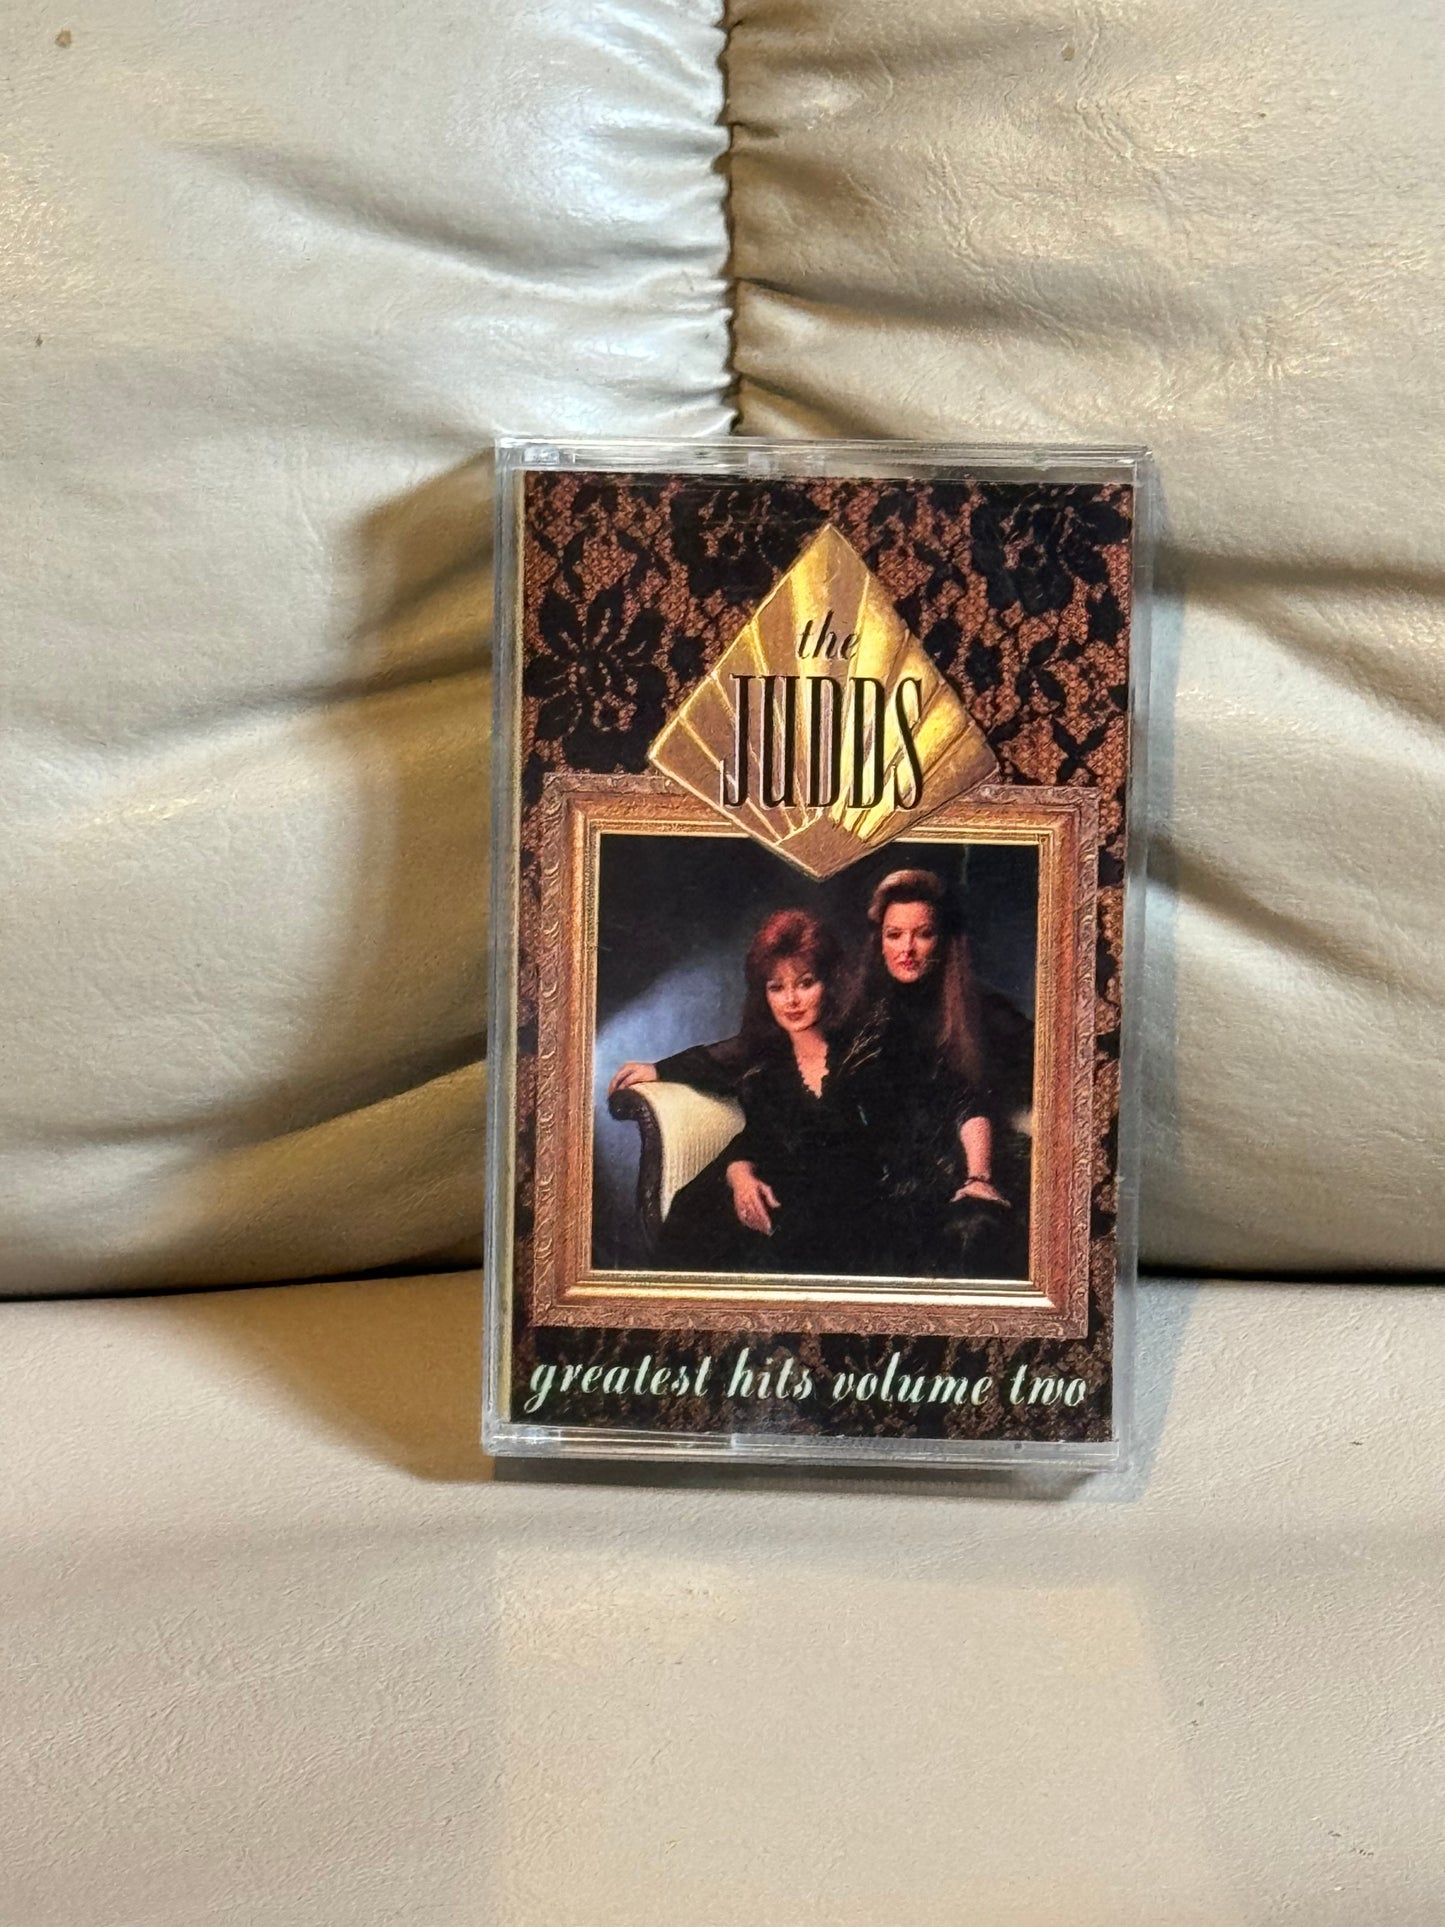 the
JUDDS
greatest hits volume two